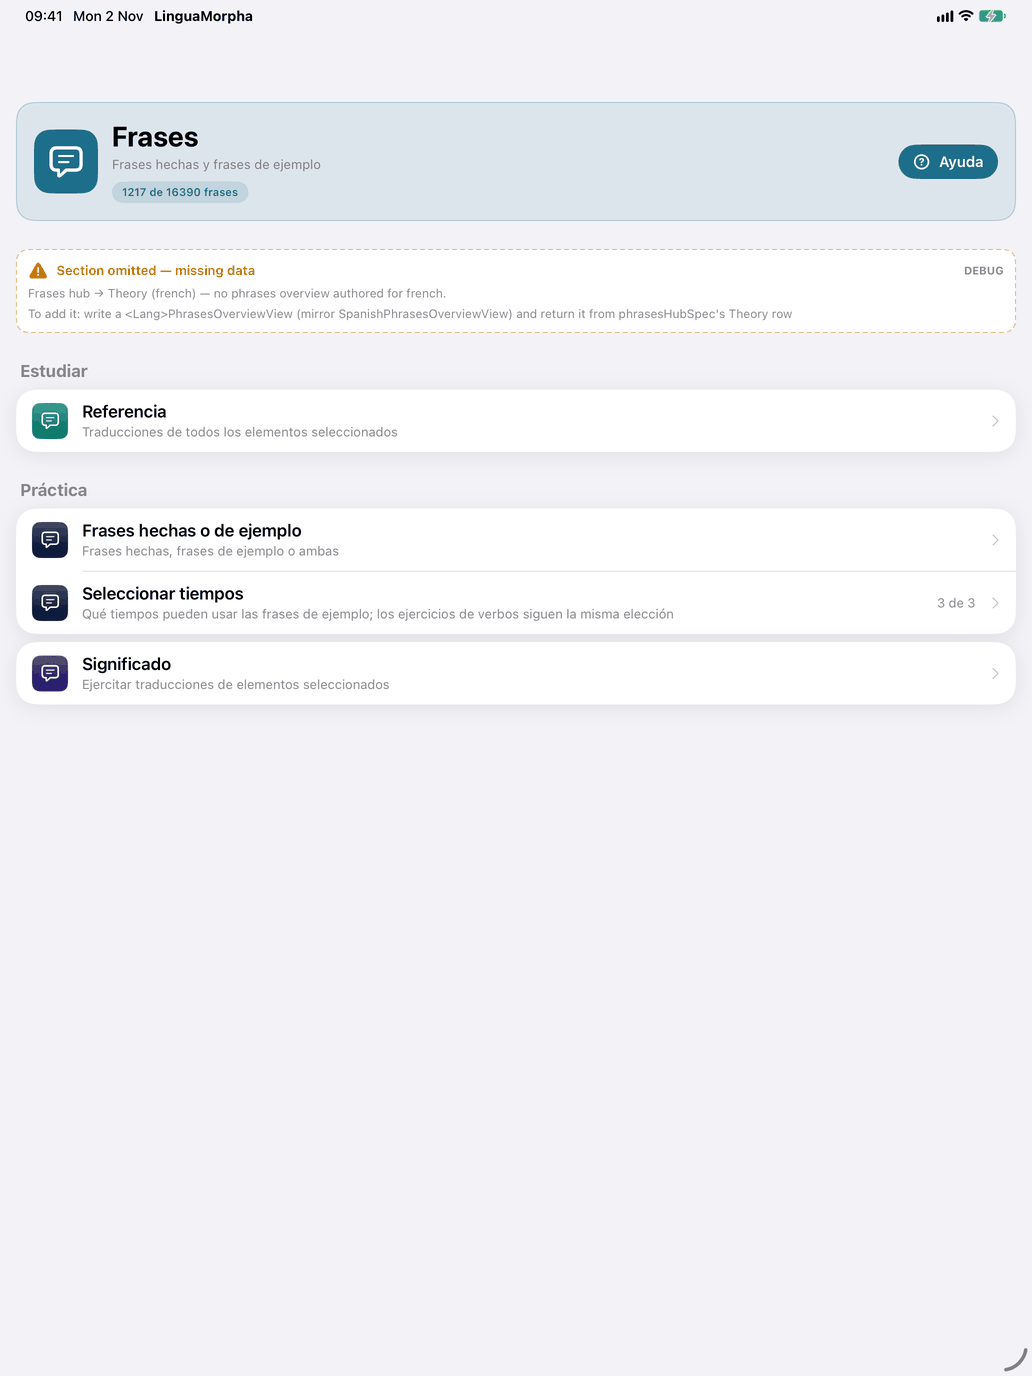 09:41 Mon 2 Nov LinguaMorpha
Frases
Frases hechas y frases de ejemplo
1217 de 16390 frases
Ayuda
Section omitted — missing data
DEBUG
Frases hub → Theory (french) — no phrases overview authored for french.
To add it: write a <Lang>PhrasesOverviewView (mirror SpanishPhrasesOverviewView) and return it from phrasesHubSpec's Theory row
Estudiar
Referencia
Traducciones de todos los elementos seleccionados
Práctica
Frases hechas o de ejemplo
Frases hechas, frases de ejemplo o ambas
Seleccionar tiempos
Qué tiempos pueden usar las frases de ejemplo; los ejercicios de verbos siguen la misma elección
3 de 3
Significado
Ejercitar traducciones de elementos seleccionados